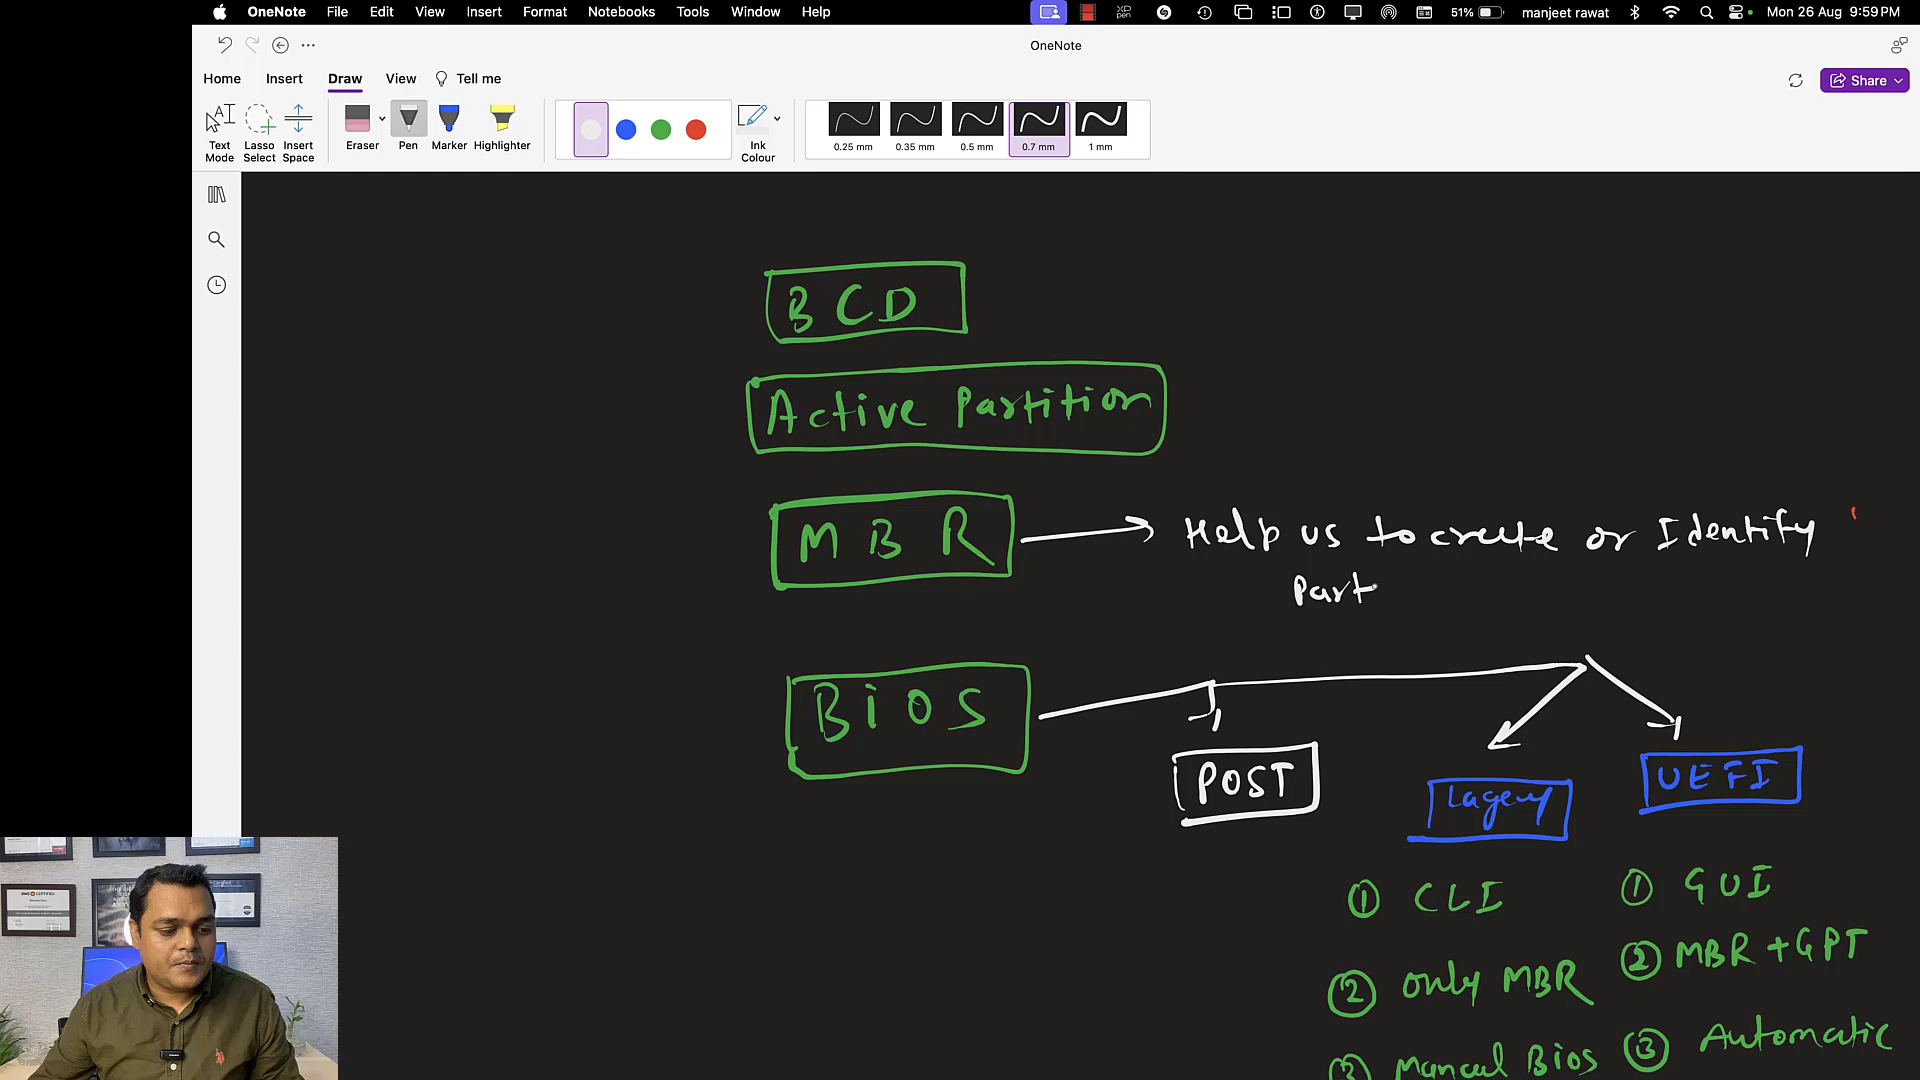 OneNote File Edit View Insert Format Notebooks Tools Window Help
51% manjeet rawat Mon 26 Aug 9:59 PM
OneNote
Home Insert Draw View Tell me
Share
Text Mode
Lasso Select
Insert Space
Eraser
Pen
Marker
Highlighter
Ink Colour
0.25 mm
0.35 mm
0.5 mm
0.7 mm
1 mm
BCD
Active Partition
MBR
Help us to create or Identify
Part
BiOS
POST
Lagecy
UEFI
1 CLI
1 GUI
2 only MBR
2 MBR + GPT
Manual Bios
3 Automatic